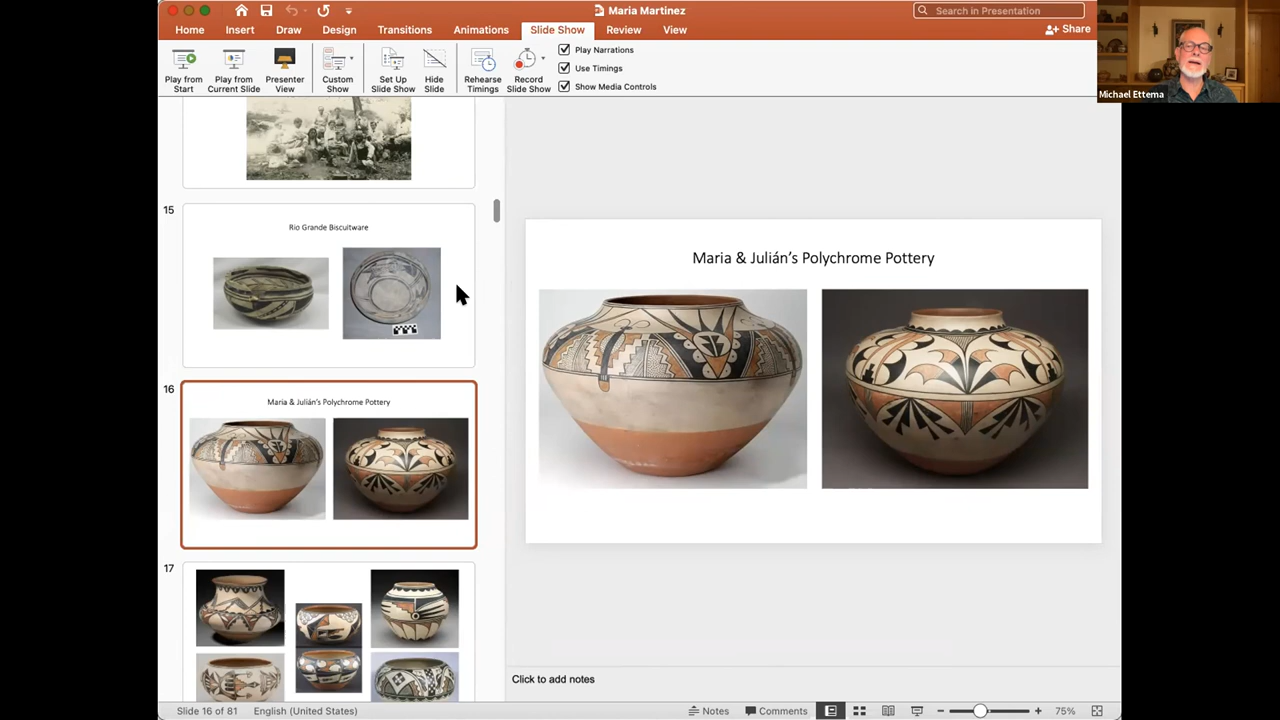 Maria Martinez
Search in Presentation
Home Insert Draw Design Transitions Animations Slide Show Review View
Share
Play from Start
Play from Current Slide
Presenter View
Custom Show
Set Up Slide Show
Hide Slide
Rehearse Timings
Record Slide Show
Play Narrations
Use Timings
Show Media Controls
Michael Ettema
15
Rio Grande Biscuitware
16
Maria & Julián's Polychrome Pottery
17
Maria & Julián's Polychrome Pottery
Click to add notes
Slide 16 of 81 English (United States) Notes Comments 75%